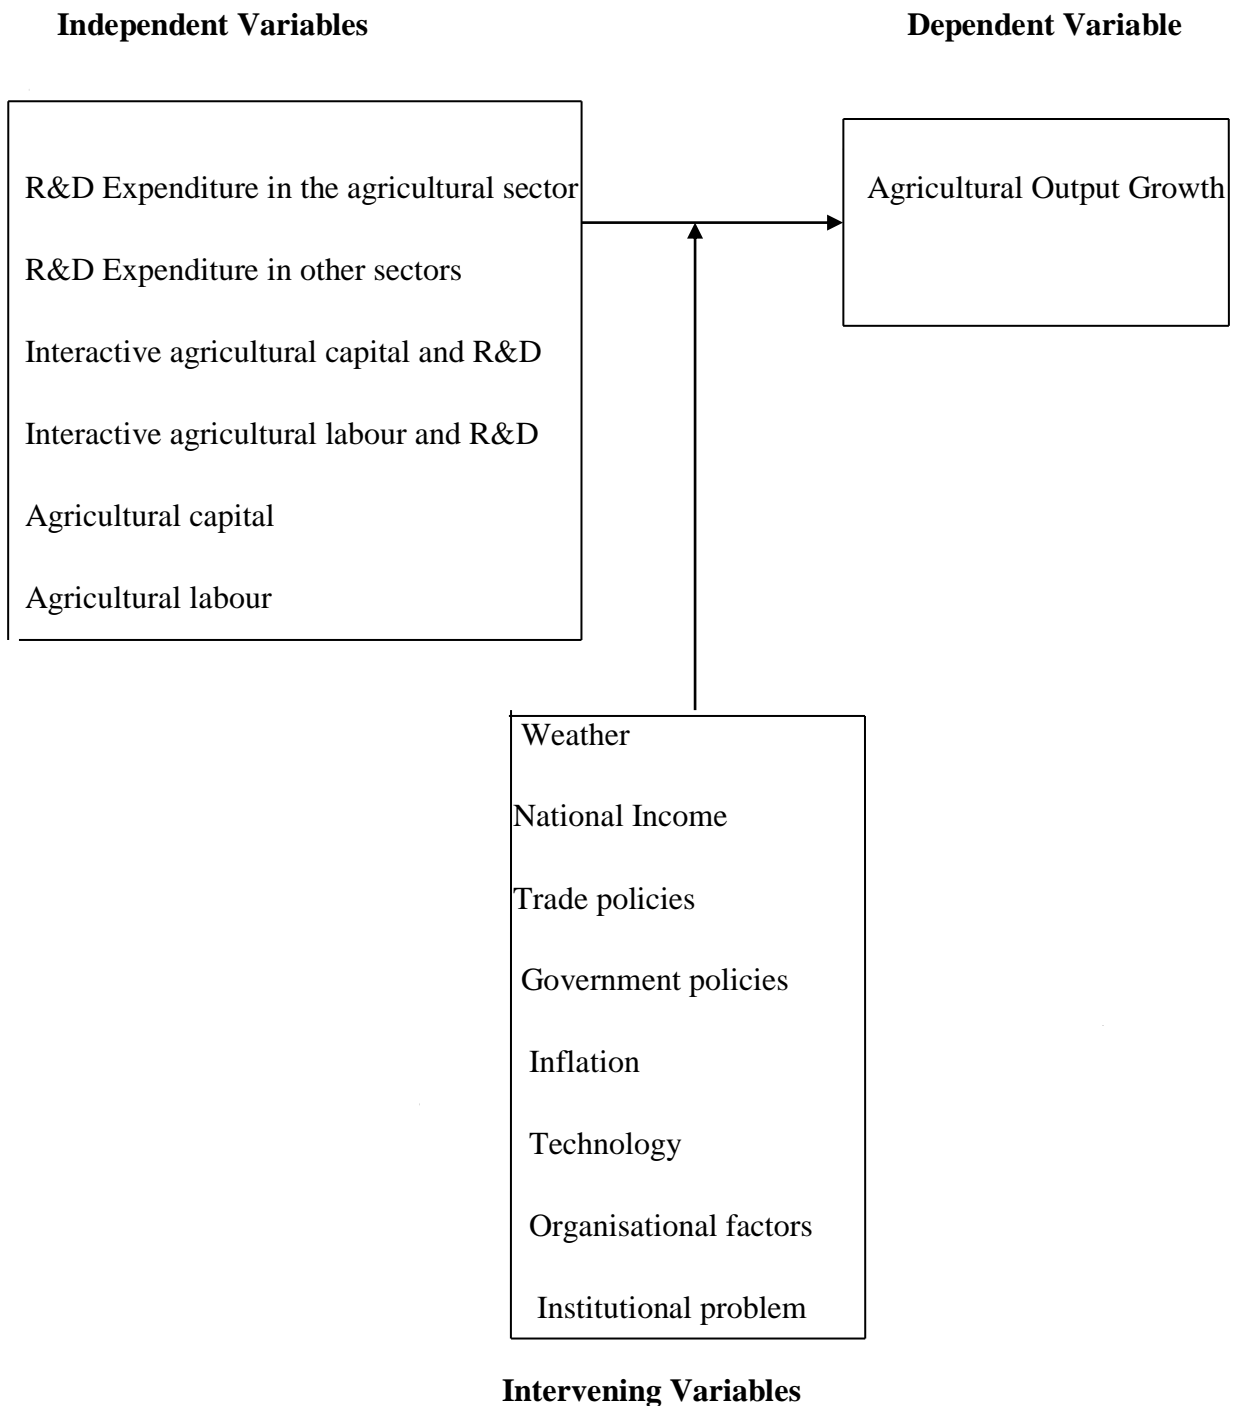 Independent Variables
Dependent Variable
R&D Expenditure in the agricultural sector
R&D Expenditure in other sectors
Interactive agricultural capital and R&D
Interactive agricultural labour and R&D
Agricultural capital
Agricultural labour
Agricultural Output Growth
Weather
National Income
Trade policies
Government policies
Inflation
Technology
Organisational factors
Institutional problem
Intervening Variables